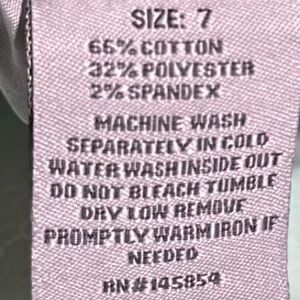 SIZE: 7
66% COTTON
32% POLYESTER
2% SPANDEX
MACHINE WASH
SEPARATELY IN COLD
WATER WASH INSIDE OUT
DO NOT BLEACH TUMBLE
DRY LOW REMOVE
PROMPTLY WARM IRON IF
NEEDED
RN#145854